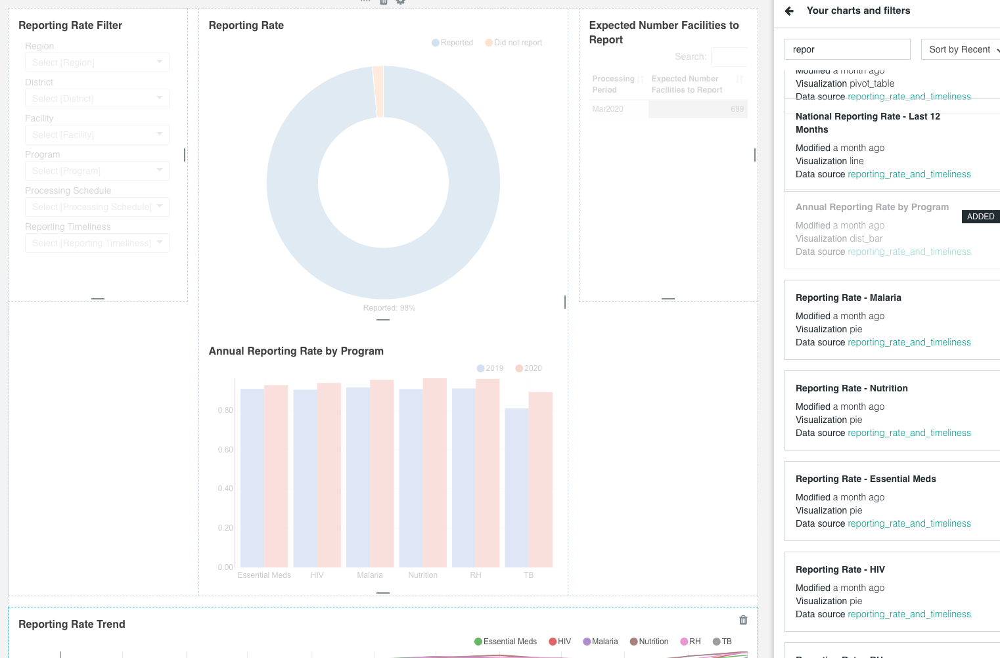 Reporting Rate Filter
Region
Select [Region]
District
Select [District]
Facility
Select [Facility]
Program
Select [Program]
Processing Schedule
Select [Processing Schedule]
Reporting Timeliness
Select [Reporting Timeliness]
Reporting Rate
Reported
Did not report
Reported: 98%
Expected Number Facilities to
Report
Search:
Processing
Period
Expected Number
Facilities to Report
Mar2020
699
Annual Reporting Rate by Program
2019
2020
0.80
0.60
0.40
0.20
0.00
Essential Meds
HIV
Malaria
Nutrition
RH
TB
Reporting Rate Trend
Essential Meds
HIV
Malaria
Nutrition
RH
TB
Your charts and filters
repor
Sort by Recent
Modified a month ago
Visualization pivot_table
Data source reporting_rate_and_timeliness
National Reporting Rate - Last 12
Months
Modified a month ago
Visualization line
Data source reporting_rate_and_timeliness
Annual Reporting Rate by Program
ADDED
Modified a month ago
Visualization dist_bar
Data source reporting_rate_and_timeliness
Reporting Rate - Malaria
Modified a month ago
Visualization pie
Data source reporting_rate_and_timeliness
Reporting Rate - Nutrition
Modified a month ago
Visualization pie
Data source reporting_rate_and_timeliness
Reporting Rate - Essential Meds
Modified a month ago
Visualization pie
Data source reporting_rate_and_timeliness
Reporting Rate - HIV
Modified a month ago
Visualization pie
Data source reporting_rate_and_timeliness
Reporting Rate - RH